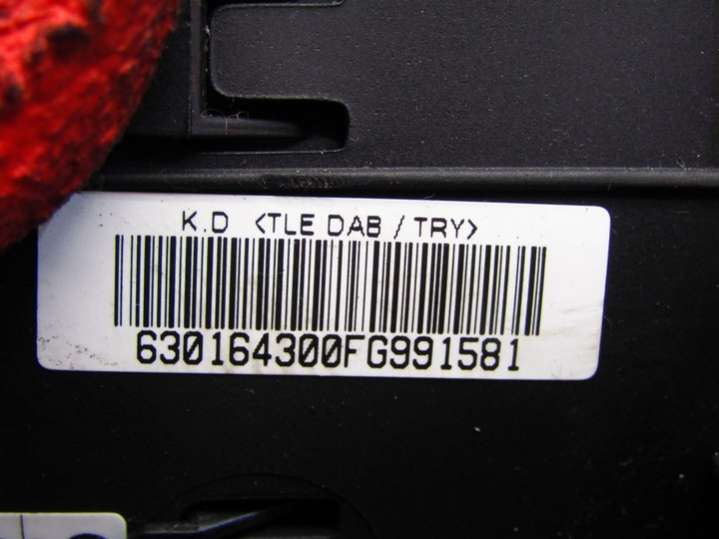 K.D <TLE DAB / TRY>
630164300FG991581